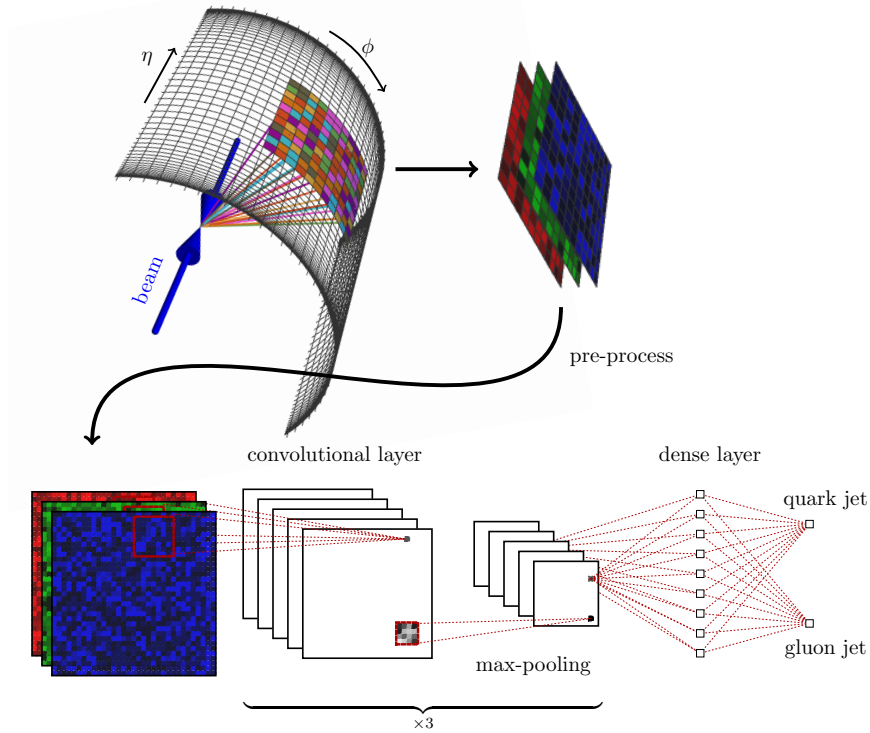 η
ϕ
beam
pre-process
convolutional layer
dense layer
quark jet
gluon jet
max-pooling
×3